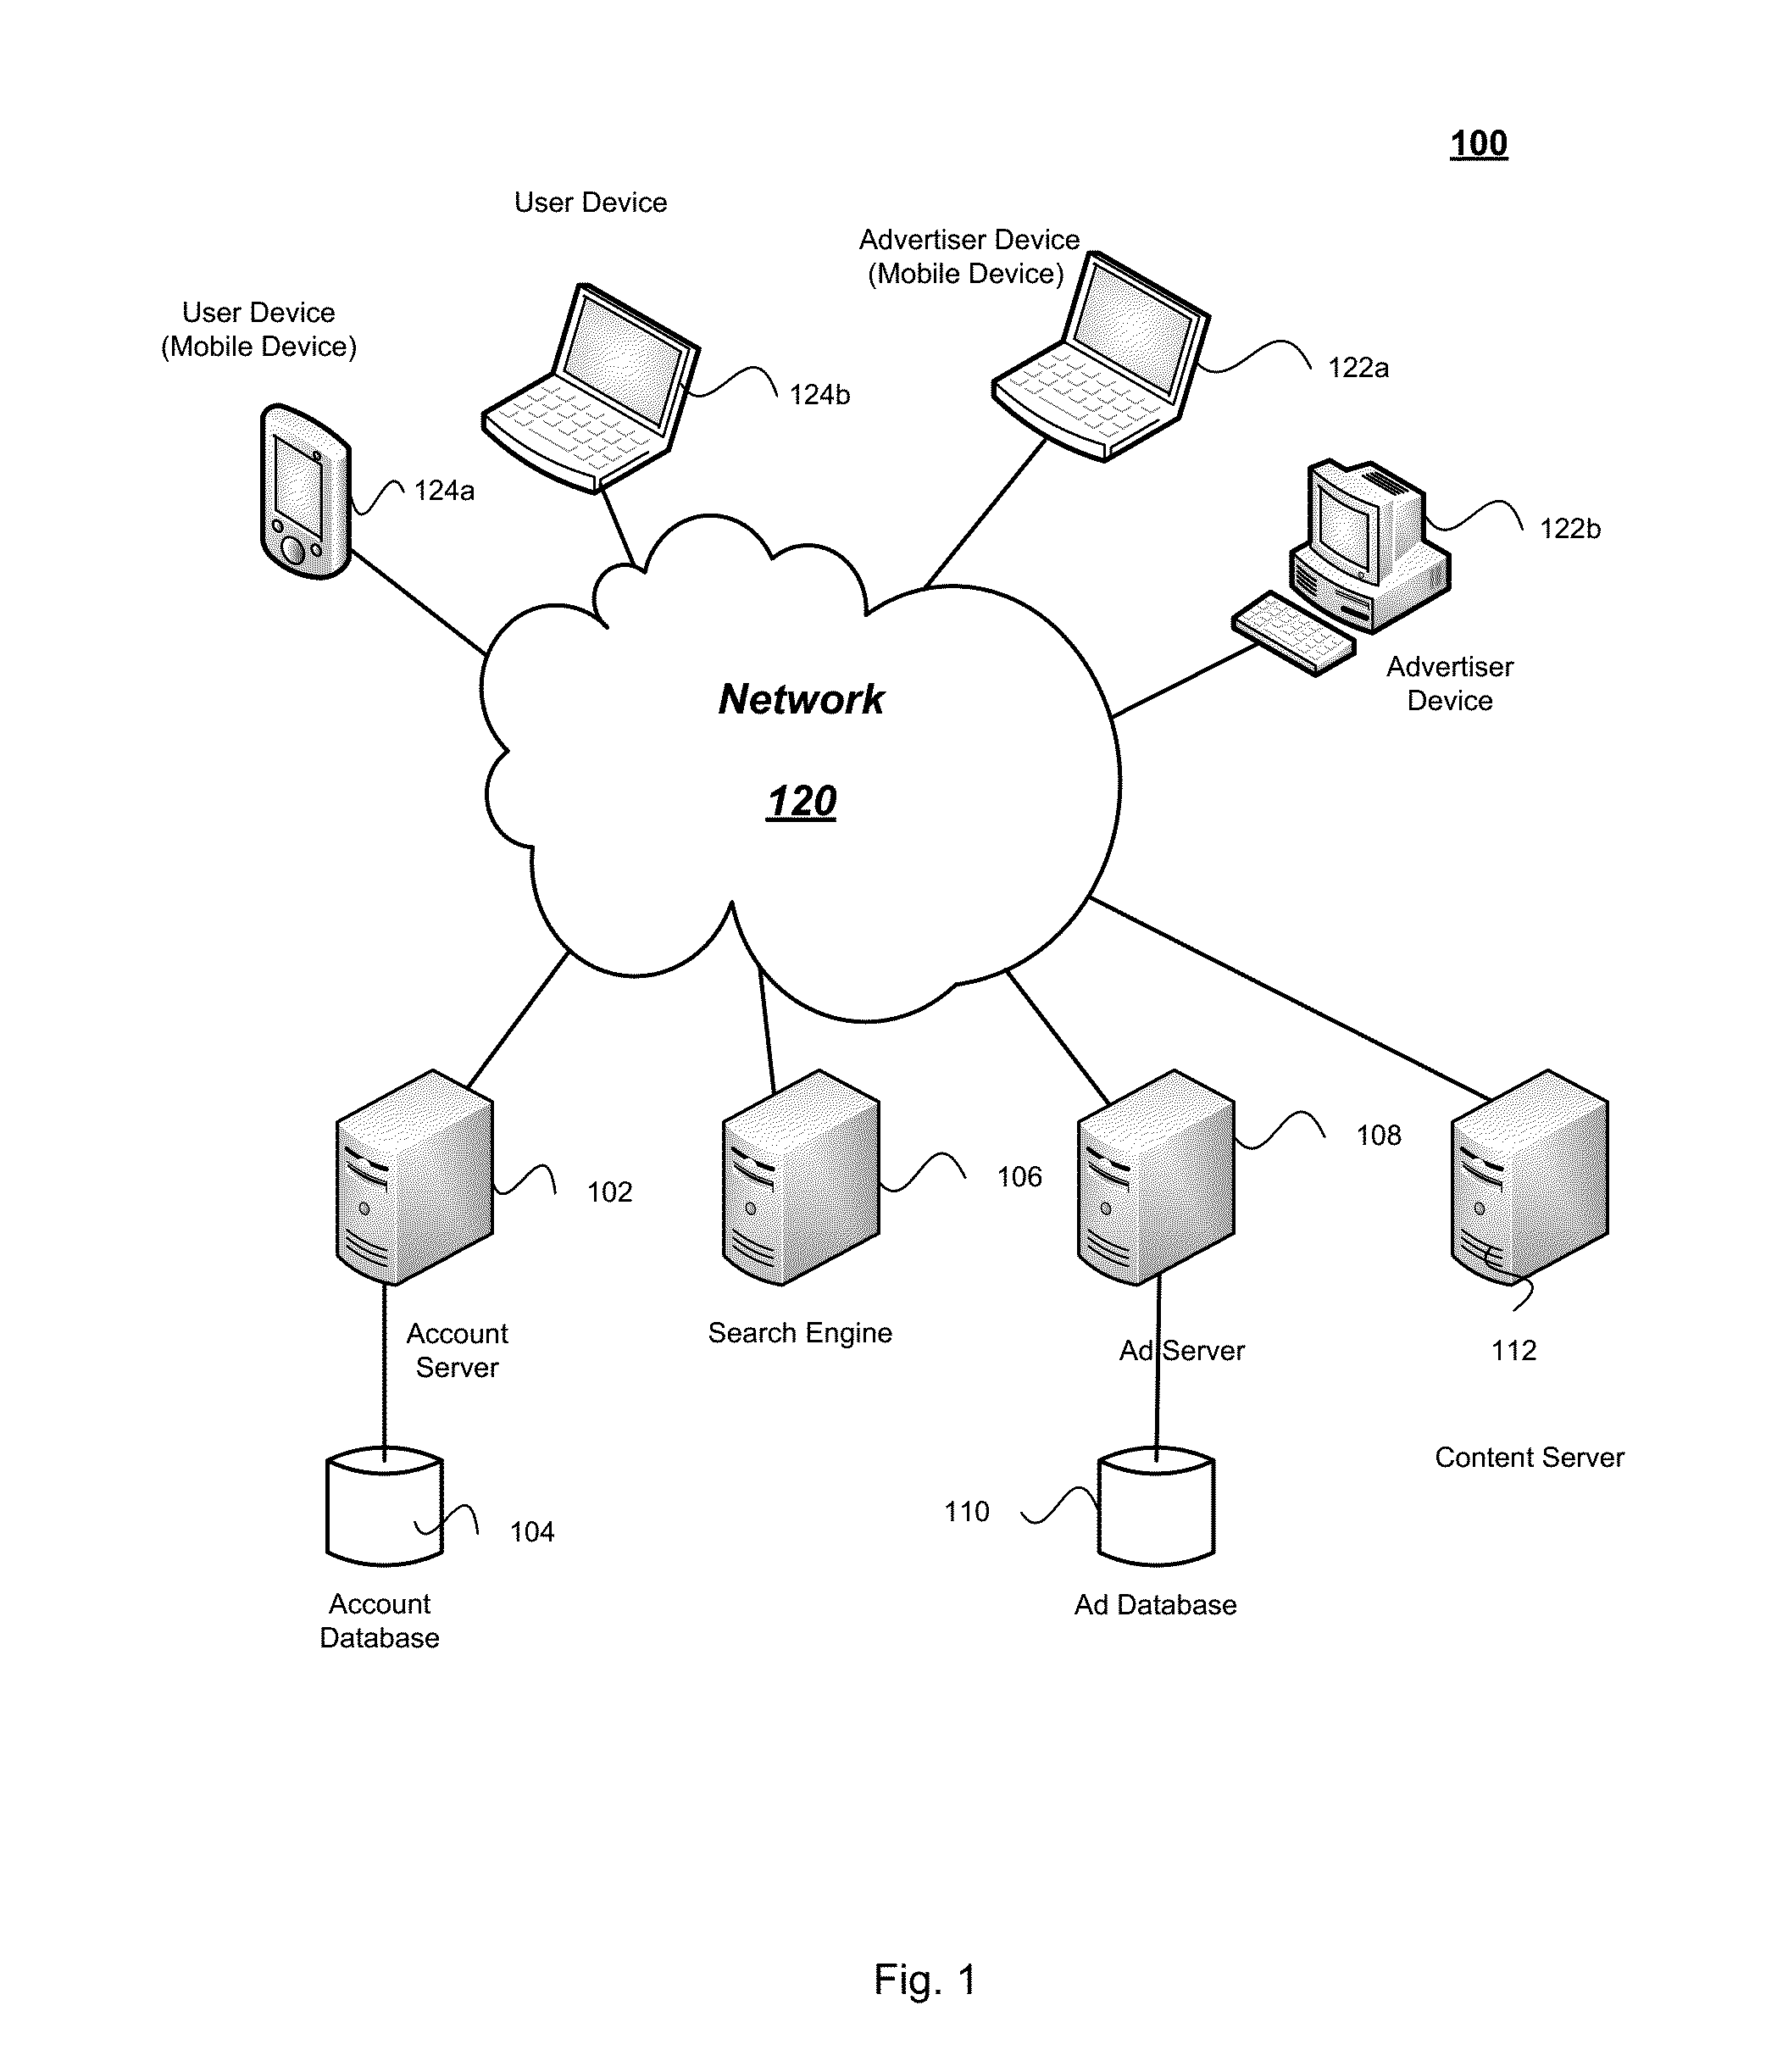 100
User Device
Advertiser Device
(Mobile Device)
User Device
(Mobile Device)
122a
124b
124a
122b
Advertiser
Device
Network
120
108
106
102
Account
Server
Search Engine
Ad Server
112
Content Server
110
104
Account
Database
Ad Database
Fig. 1